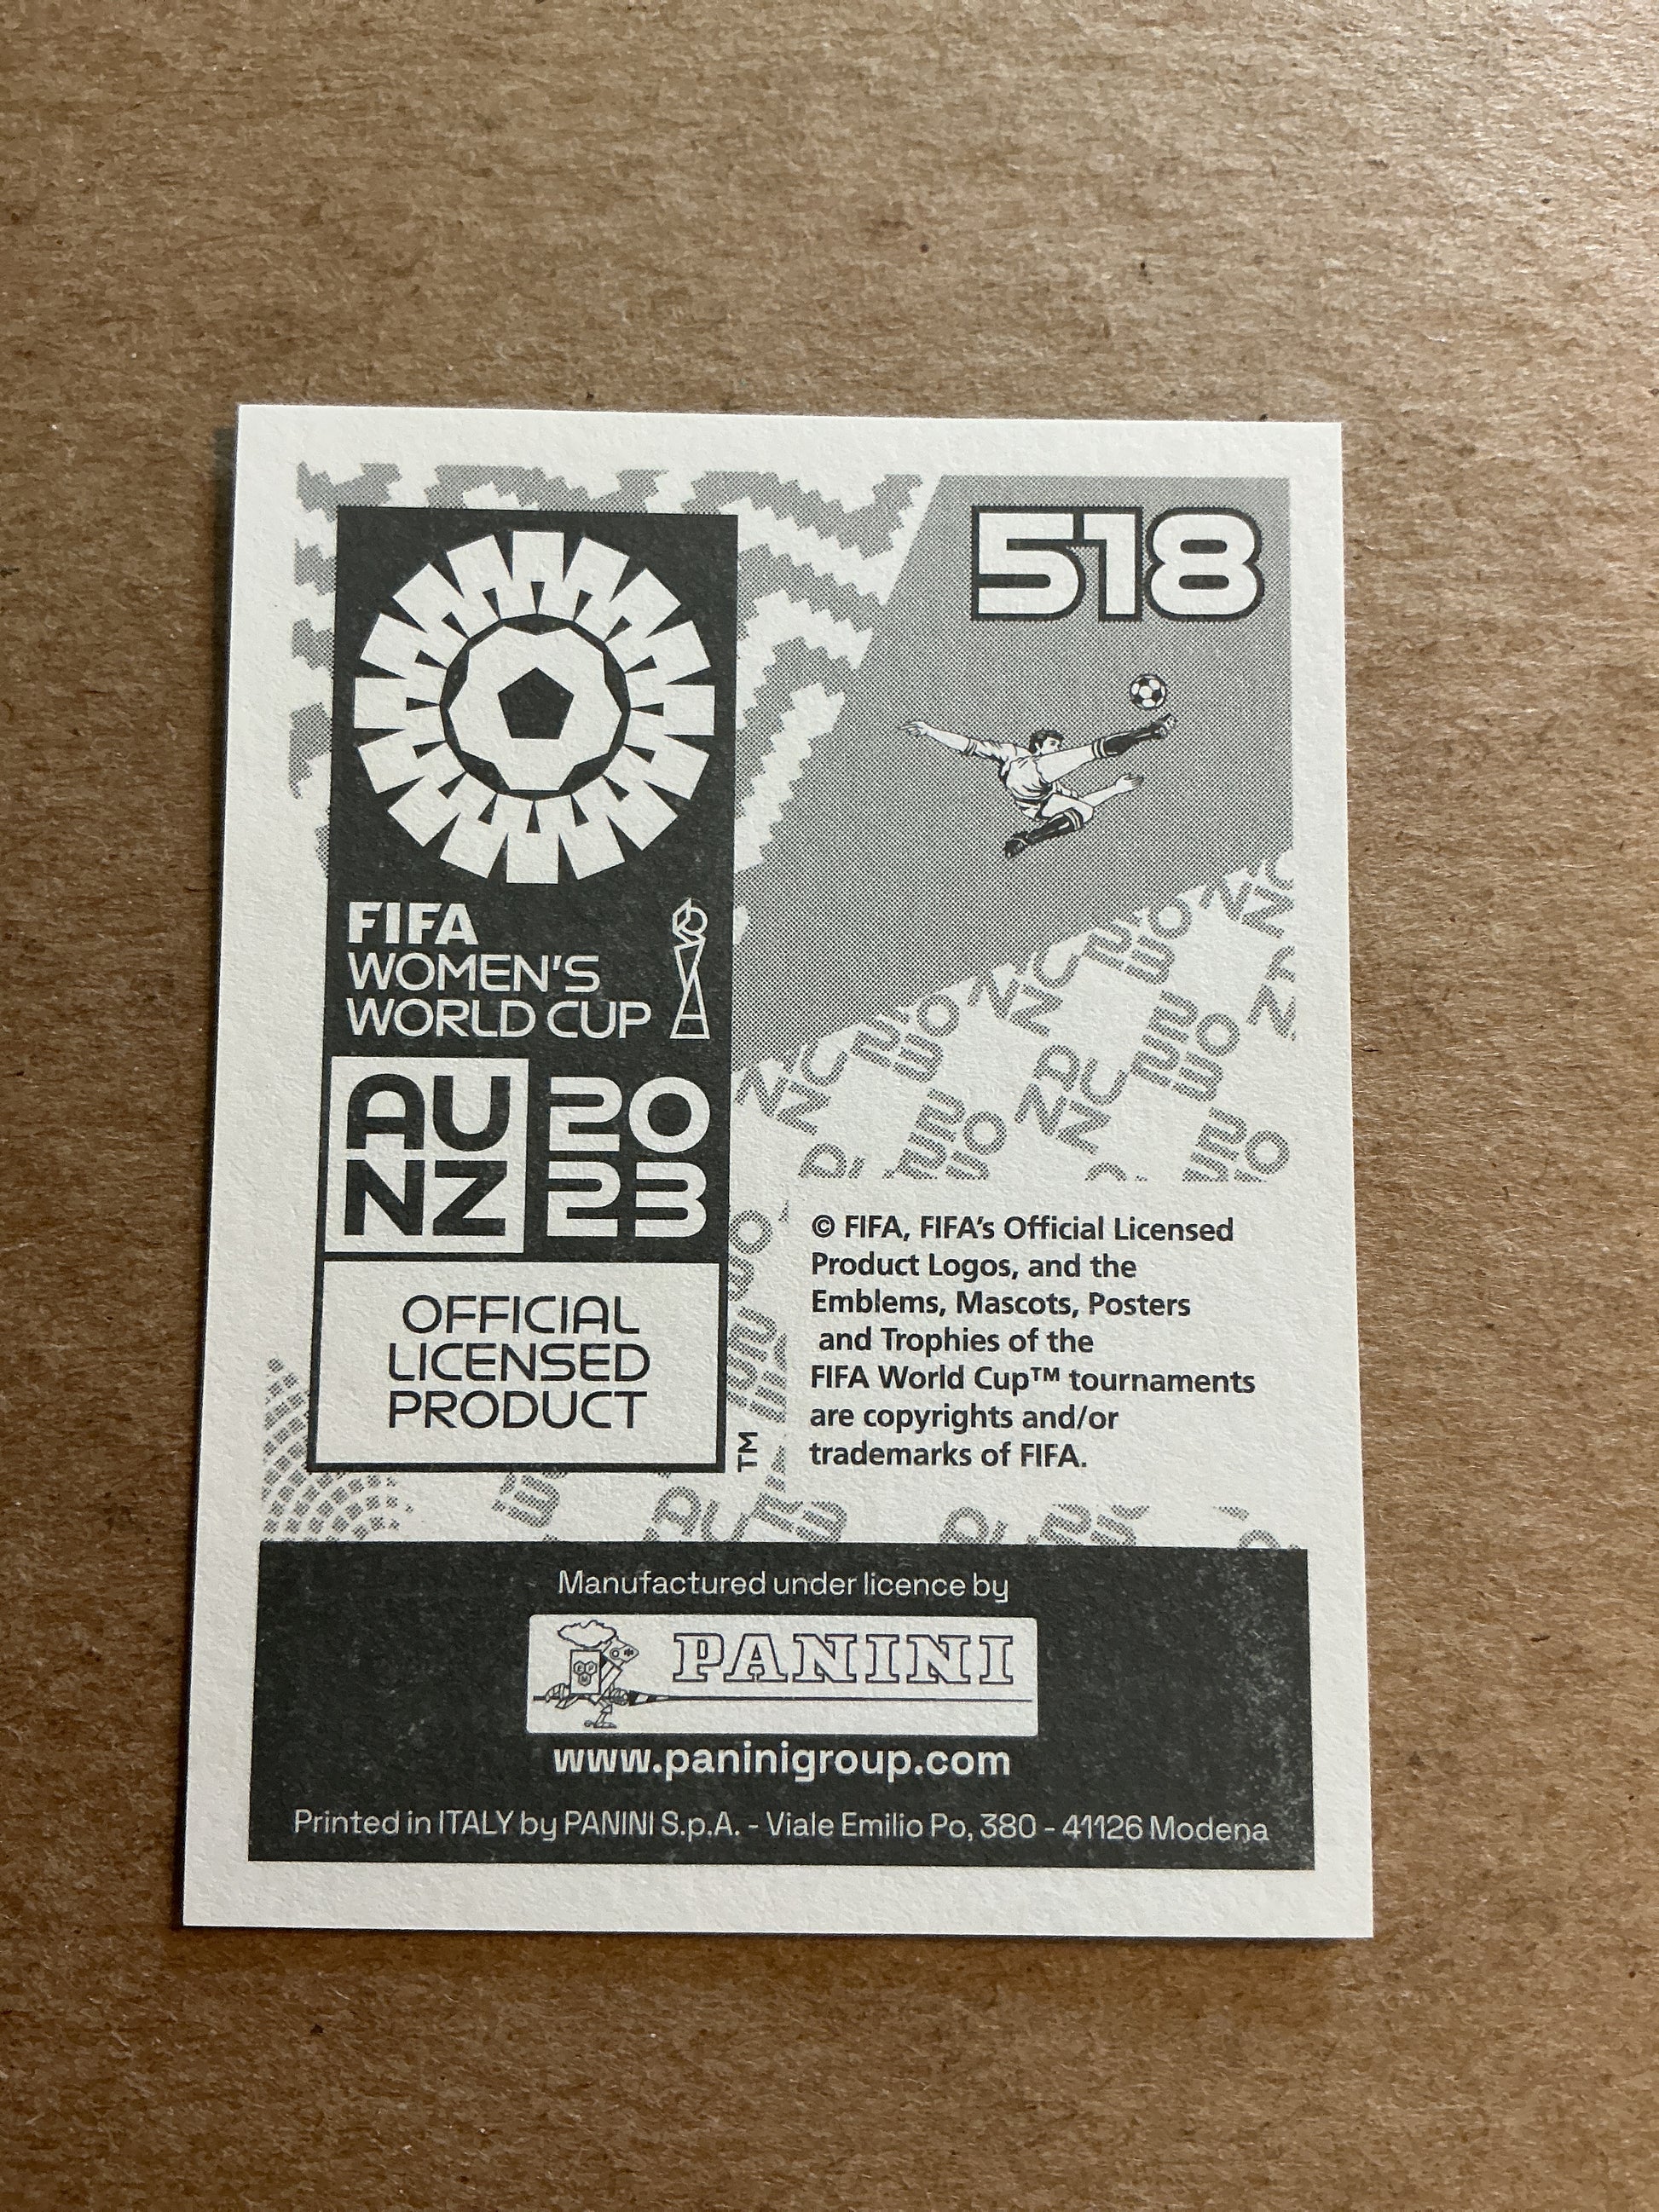 518
FIFA
WOMEN'S
WORLD CUP
AU 20
NZ 23
OFFICIAL
LICENSED
PRODUCT
TM
© FIFA, FIFA's Official Licensed
Product Logos, and the
Emblems, Mascots, Posters
and Trophies of the
FIFA World Cup™ tournaments
are copyrights and/or
trademarks of FIFA.
Manufactured under licence by
PANINI
www.paninigroup.com
Printed in ITALY by PANINI S.p.A. - Viale Emilio Po, 380 - 41126 Modena